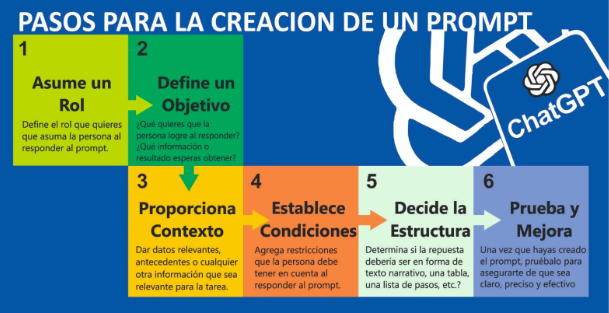 PASOS PARA LA CREACION DE UN PROMPT
1
Asume un
Rol
Define el rol que quieres
que asuma la persona al
responder al prompt.
2
Define un
Objetivo
¿Qué quieres que la
persona logre al responder?
¿Qué información o
resultado esperas obtener?
ChatGPT
3
Proporciona
Contexto
Dar datos relevantes,
antecedentes o cualquier
otra información que sea
relevante para la tarea.
4
Establece
Condiciones
Agrega restricciones
que la persona debe
tener en cuenta al
responder al prompt.
5
Decide la
Estructura
Determina si la repuesta
debería ser en forma de
texto narrativo, una tabla,
una lista de pasos, etc.?
6
Prueba y
Mejora
Una vez que hayas creado
el prompt, pruébalo para
asegurarte de que sea
claro, preciso y efectivo